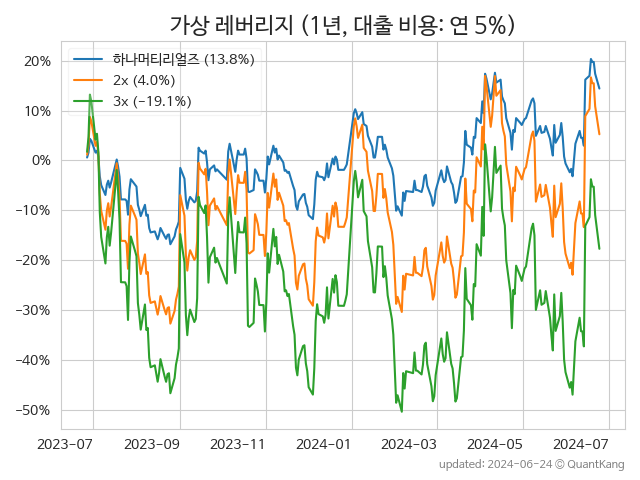 가상 레버리지 (1년, 대출 비용: 연 5%)
하나머티리얼즈 (13.8%)
2x (4.0%)
3x (−19.1%)
20%
10%
0%
−10%
−20%
−30%
−40%
−50%
2023-07 2023-09 2023-11 2024-01 2024-03 2024-05 2024-07
updated: 2024-06-24 © QuantKang